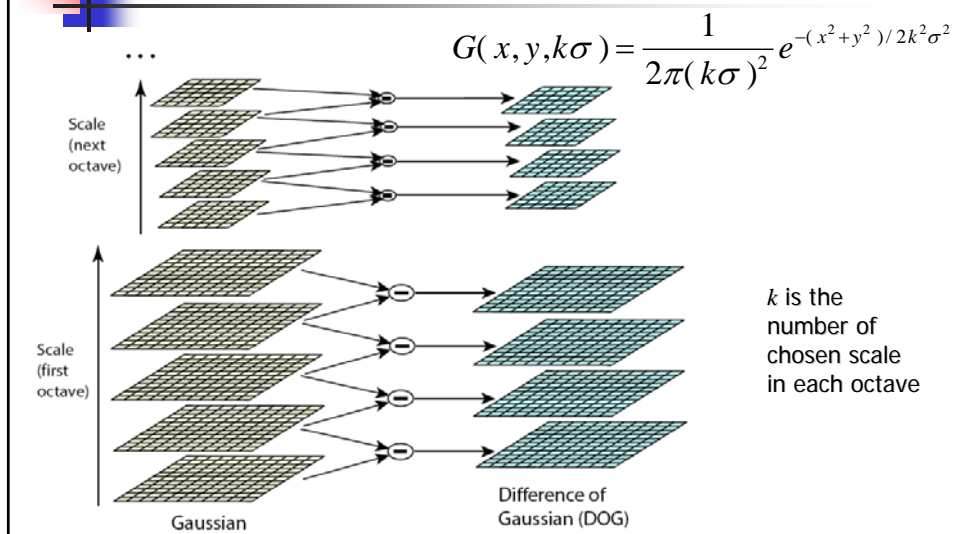 G(x, y, kσ) = 1 / 2π(kσ)² e^−(x²+y²)/2k²σ²
...
Scale
(next
octave)
Scale
(first
octave)
k is the
number of
chosen scale
in each octave
Gaussian
Difference of
Gaussian (DOG)